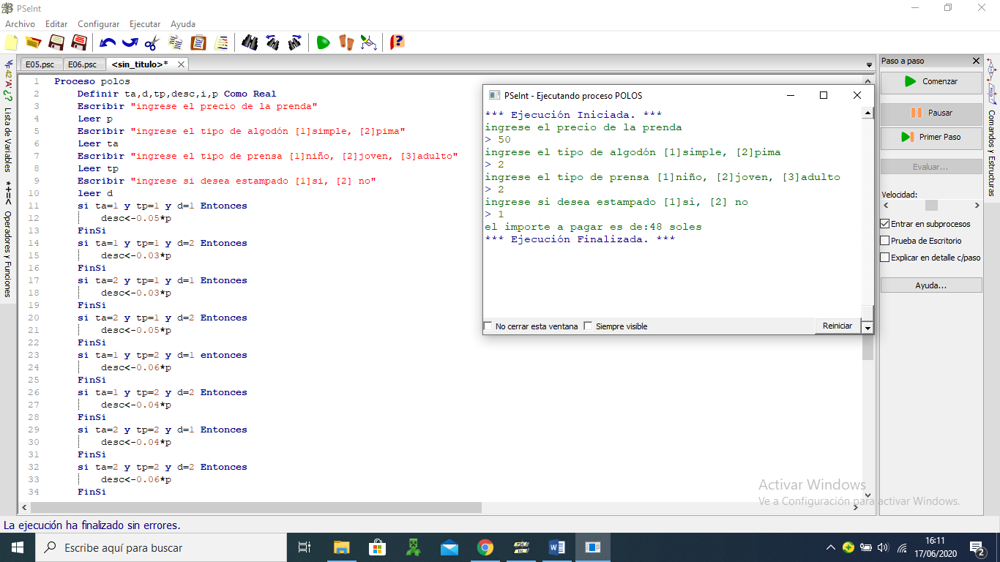 PSeInt
Archivo Editar Configurar Ejecutar Ayuda
E05.psc E06.psc <sin_titulo>*
Lista de Variables
Operadores y Funciones
1 Proceso polos
2 Definir ta,d,tp,desc,i,p Como Real
3 Escribir "ingrese el precio de la prenda"
4 Leer p
5 Escribir "ingrese el tipo de algodón [1]simple, [2]pima"
6 Leer ta
7 Escribir "ingrese el tipo de prensa [1]niño, [2]joven, [3]adulto"
8 Leer tp
9 Escribir "ingrese si desea estampado [1]si, [2] no"
10 leer d
11 si ta=1 y tp=1 y d=1 Entonces
12 desc<-0.05*p
13 FinSi
14 si ta=1 y tp=1 y d=2 Entonces
15 desc<-0.03*p
16 FinSi
17 si ta=2 y tp=1 y d=1 Entonces
18 desc<-0.03*p
19 FinSi
20 si ta=2 y tp=1 y d=2 Entonces
21 desc<-0.05*p
22 FinSi
23 si ta=1 y tp=2 y d=1 entonces
24 desc<-0.06*p
25 FinSi
26 si ta=1 y tp=2 y d=2 Entonces
27 desc<-0.04*p
28 FinSi
29 si ta=2 y tp=2 y d=1 Entonces
30 desc<-0.04*p
31 FinSi
32 si ta=2 y tp=2 y d=2 Entonces
33 desc<-0.06*p
34 FinSi
PSeInt - Ejecutando proceso POLOS
*** Ejecución Iniciada. ***
ingrese el precio de la prenda
> 50
ingrese el tipo de algodón [1]simple, [2]pima
> 2
ingrese el tipo de prensa [1]niño, [2]joven, [3]adulto
> 2
ingrese si desea estampado [1]si, [2] no
> 1
el importe a pagar es de:48 soles
*** Ejecución Finalizada. ***
No cerrar esta ventana Siempre visible Reiniciar
Paso a paso
Comenzar
Pausar
Primer Paso
Evaluar...
Velocidad:
Entrar en subprocesos
Prueba de Escritorio
Explicar en detalle c/paso
Ayuda...
Comandos y Estructuras
Activar Windows
Ve a Configuración para activar Windows.
La ejecución ha finalizado sin errores.
Escribe aquí para buscar
16:11
17/06/2020
2